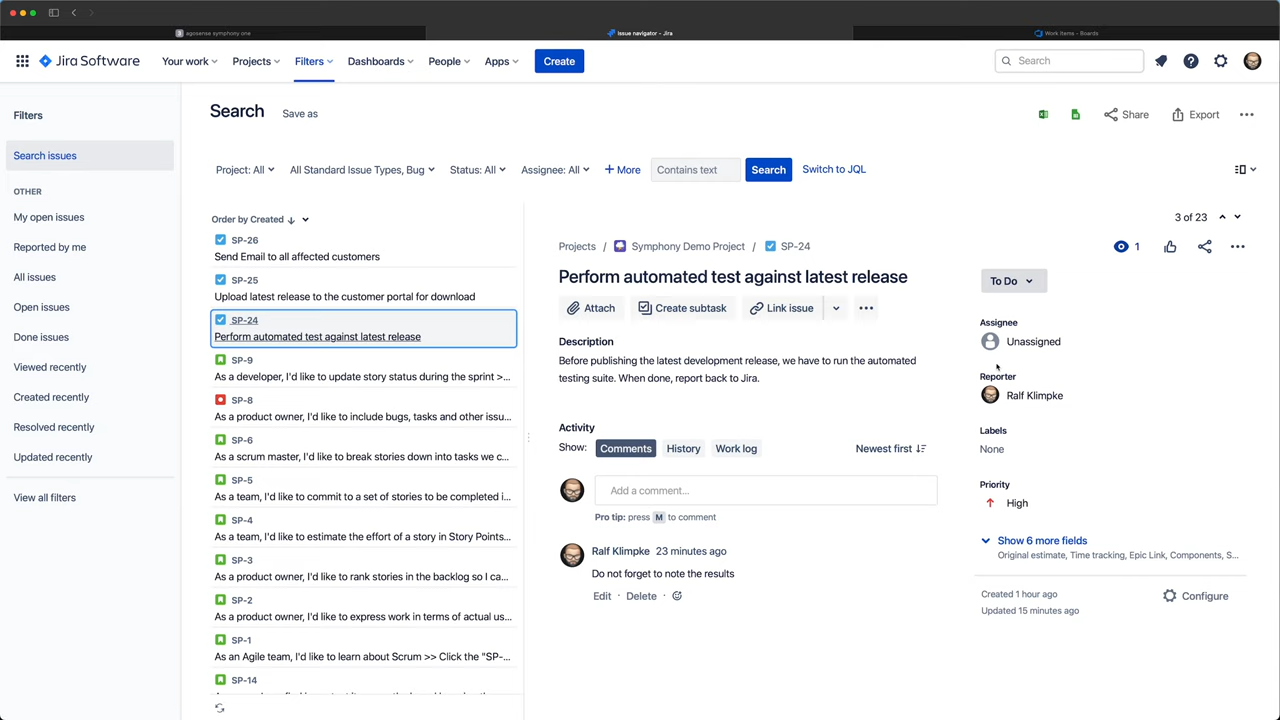 agosense symphony one
Issue navigator - Jira
Work items - Boards
Jira Software
Your work
Projects
Filters
Dashboards
People
Apps
Create
Search
Filters
Search issues
OTHER
My open issues
Reported by me
All issues
Open issues
Done issues
Viewed recently
Created recently
Resolved recently
Updated recently
View all filters
Search
Save as
Share
Export
Project: All
All Standard Issue Types, Bug
Status: All
Assignee: All
+ More
Contains text
Search
Switch to JQL
Order by Created
SP-26
Send Email to all affected customers
SP-25
Upload latest release to the customer portal for download
SP-24
Perform automated test against latest release
SP-9
As a developer, I'd like to update story status during the sprint >...
SP-8
As a product owner, I'd like to include bugs, tasks and other issu...
SP-6
As a scrum master, I'd like to break stories down into tasks we c...
SP-5
As a team, I'd like to commit to a set of stories to be completed i...
SP-4
As a team, I'd like to estimate the effort of a story in Story Points...
SP-3
As a product owner, I'd like to rank stories in the backlog so I ca...
SP-2
As a product owner, I'd like to express work in terms of actual us...
SP-1
As an Agile team, I'd like to learn about Scrum >> Click the "SP-...
SP-14
3 of 23
Projects / Symphony Demo Project / SP-24
1
Perform automated test against latest release
Attach
Create subtask
Link issue
Description
Before publishing the latest development release, we have to run the automated
testing suite. When done, report back to Jira.
Activity
Show:
Comments
History
Work log
Newest first
Add a comment...
Pro tip: press M to comment
Ralf Klimpke 23 minutes ago
Do not forget to note the results
Edit · Delete ·
To Do
Assignee
Unassigned
Reporter
Ralf Klimpke
Labels
None
Priority
High
Show 6 more fields
Original estimate, Time tracking, Epic Link, Components, S...
Created 1 hour ago
Updated 15 minutes ago
Configure